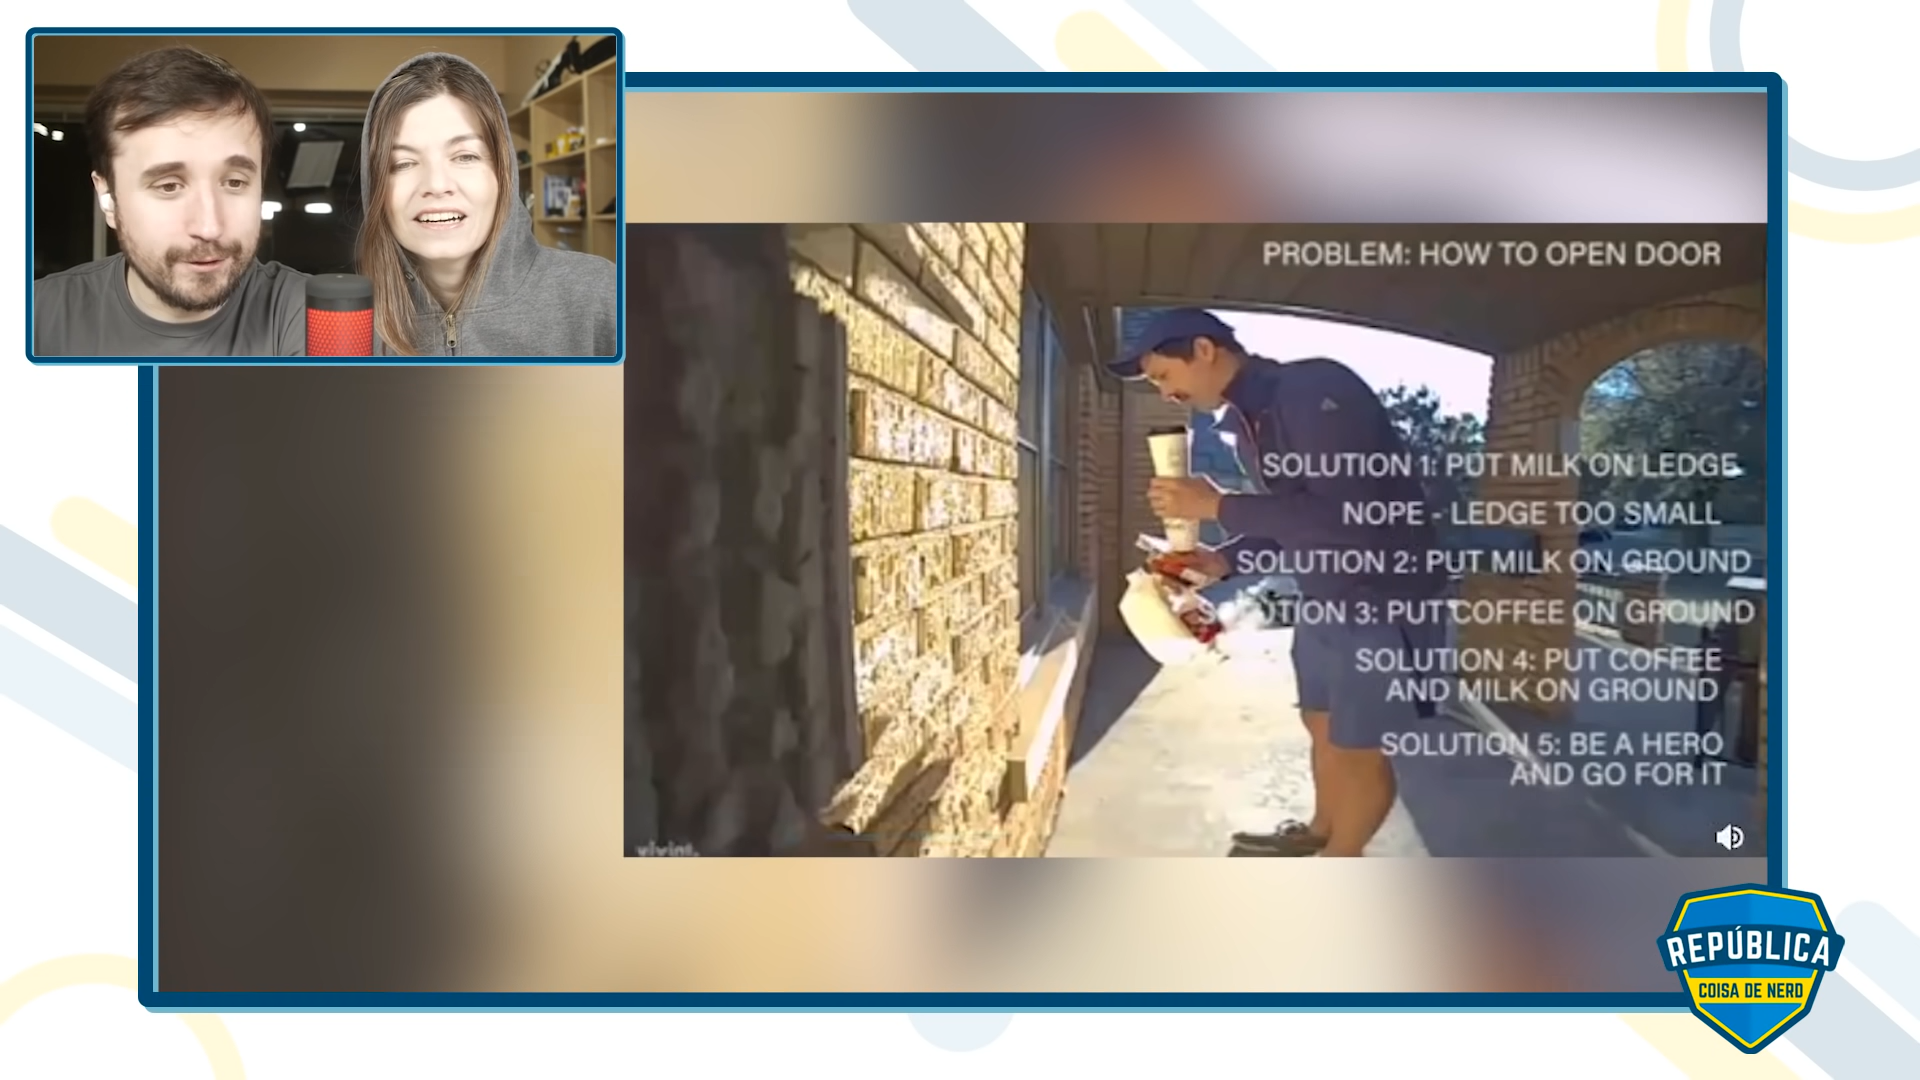 PROBLEM: HOW TO OPEN DOOR
SOLUTION 1: PUT MILK ON LEDGE
NOPE - LEDGE TOO SMALL
SOLUTION 2: PUT MILK ON GROUND
SOLUTION 3: PUT COFFEE ON GROUND
SOLUTION 4: PUT COFFEE
AND MILK ON GROUND
SOLUTION 5: BE A HERO
AND GO FOR IT
vivint.
REPÚBLICA
COISA DE NERD